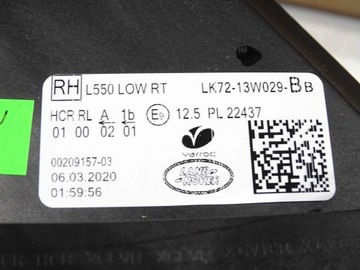 RH L550 LOW RT LK72-13W029-BB
HCR RL A 1b E9 12.5 PL 22437
01 00 02 01
00209157-03
06.03.2020
01:59:56
varroc
LAND
ROVER